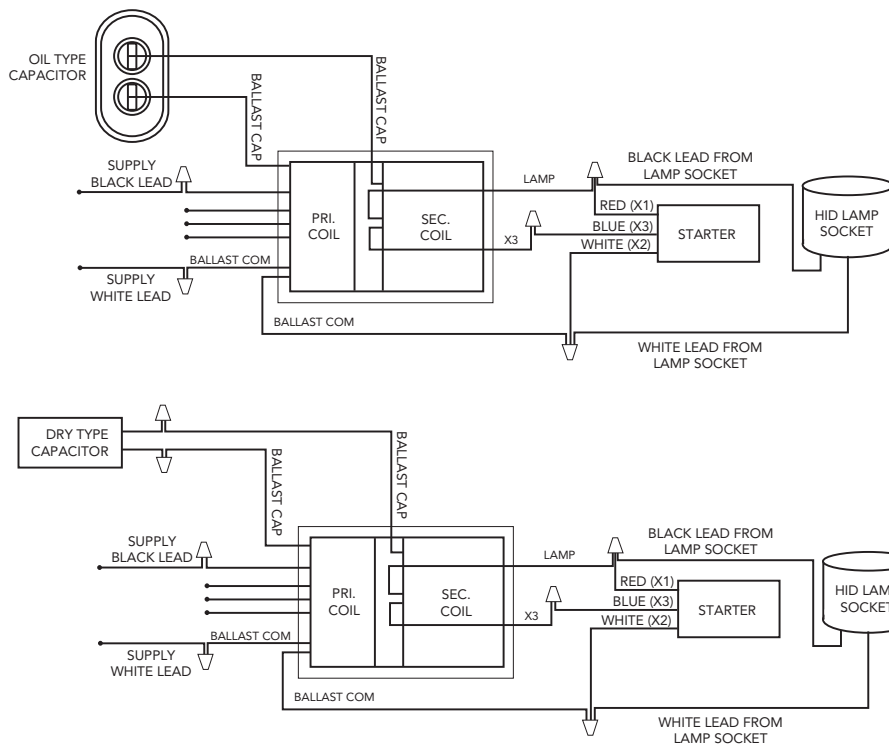 OIL TYPE
CAPACITOR
BALLAST CAP
BALLAST CAP
SUPPLY
BLACK LEAD
PRI.
COIL
SEC.
COIL
LAMP
X3
BLACK LEAD FROM
LAMP SOCKET
RED (X1)
BLUE (X3)
WHITE (X2)
STARTER
HID LAMP
SOCKET
BALLAST COM
SUPPLY
WHITE LEAD
BALLAST COM
WHITE LEAD FROM
LAMP SOCKET
DRY TYPE
CAPACITOR
BALLAST CAP
BALLAST CAP
SUPPLY
BLACK LEAD
PRI.
COIL
SEC.
COIL
LAMP
X3
BLACK LEAD FROM
LAMP SOCKET
RED (X1)
BLUE (X3)
WHITE (X2)
STARTER
HID LAM
SOCKET
BALLAST COM
SUPPLY
WHITE LEAD
BALLAST COM
WHITE LEAD FROM
LAMP SOCKET